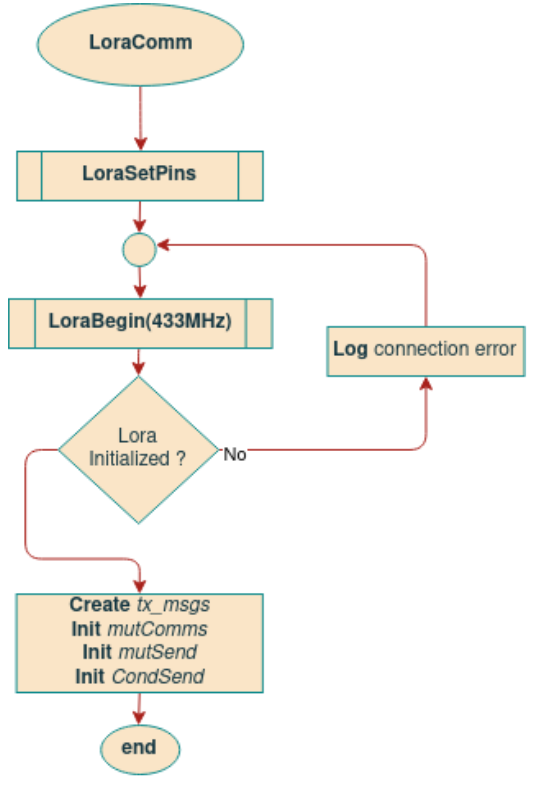 LoraComm
LoraSetPins
LoraBegin(433MHz)
Log connection error
Lora
Initialized ?
No
Create tx_msgs
Init mutComms
Init mutSend
Init CondSend
end